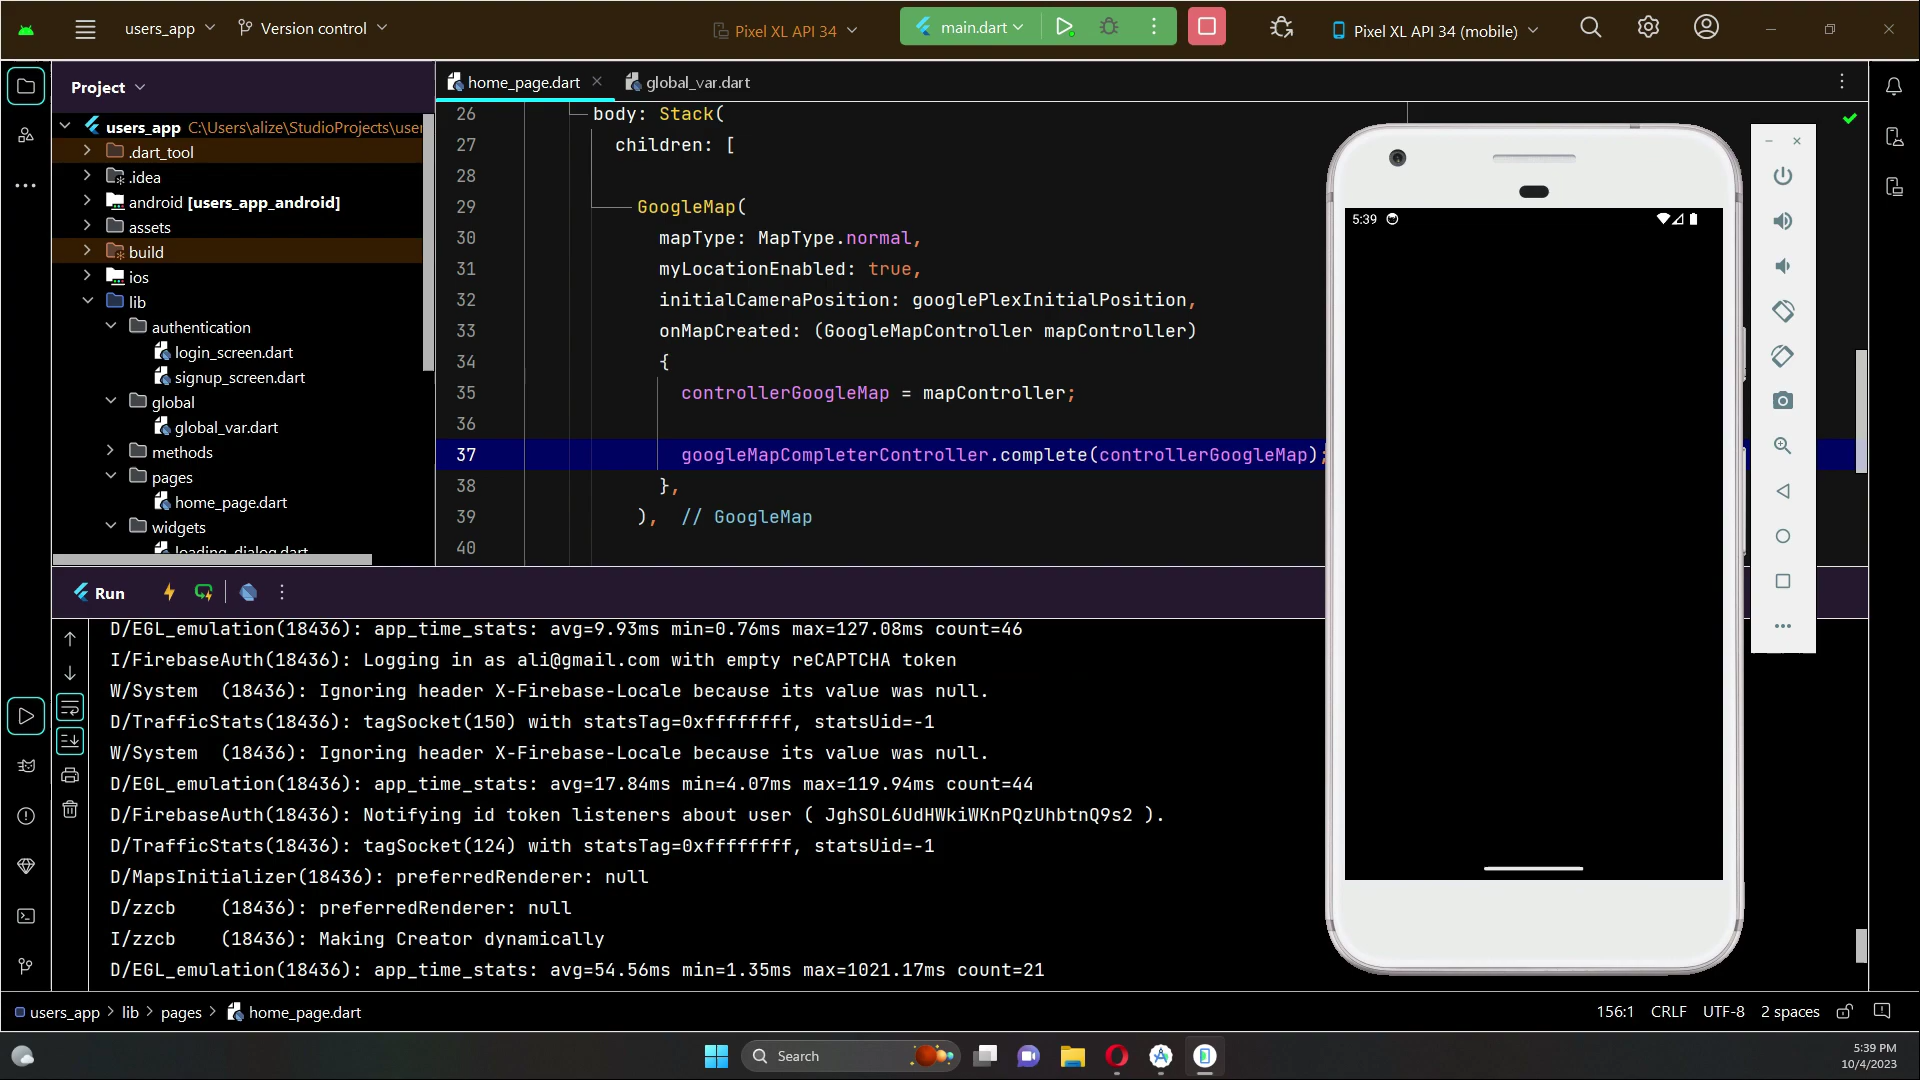 users_app
Version control
Pixel XL API 34
main.dart
Pixel XL API 34 (mobile)
Project
home_page.dart
global_var.dart
users_app C:\Users\alize\StudioProjects\user
.dart_tool
.idea
android [users_app_android]
assets
build
ios
lib
authentication
login_screen.dart
signup_screen.dart
global
global_var.dart
methods
pages
home_page.dart
widgets
loading_dialog.dart
26 body: Stack(
27 children: [
28
29 GoogleMap(
30 mapType: MapType.normal,
31 myLocationEnabled: true,
32 initialCameraPosition: googlePlexInitialPosition,
33 onMapCreated: (GoogleMapController mapController)
34 {
35 controllerGoogleMap = mapController;
36
37 googleMapCompleterController.complete(controllerGoogleMap);
38 },
39 ), // GoogleMap
40
5:39
Run
D/EGL_emulation(18436): app_time_stats: avg=9.93ms min=0.76ms max=127.08ms count=46
I/FirebaseAuth(18436): Logging in as ali@gmail.com with empty reCAPTCHA token
W/System  (18436): Ignoring header X-Firebase-Locale because its value was null.
D/TrafficStats(18436): tagSocket(150) with statsTag=0xffffffff, statsUid=-1
W/System  (18436): Ignoring header X-Firebase-Locale because its value was null.
D/EGL_emulation(18436): app_time_stats: avg=17.84ms min=4.07ms max=119.94ms count=44
D/FirebaseAuth(18436): Notifying id token listeners about user ( JghSOL6UdHWkiWKnPQzUhbtnQ9s2 ).
D/TrafficStats(18436): tagSocket(124) with statsTag=0xffffffff, statsUid=-1
D/MapsInitializer(18436): preferredRenderer: null
D/zzcb    (18436): preferredRenderer: null
I/zzcb    (18436): Making Creator dynamically
D/EGL_emulation(18436): app_time_stats: avg=54.56ms min=1.35ms max=1021.17ms count=21
users_app > lib > pages > home_page.dart
156:1 CRLF UTF-8 2 spaces
Search
5:39 PM
10/4/2023